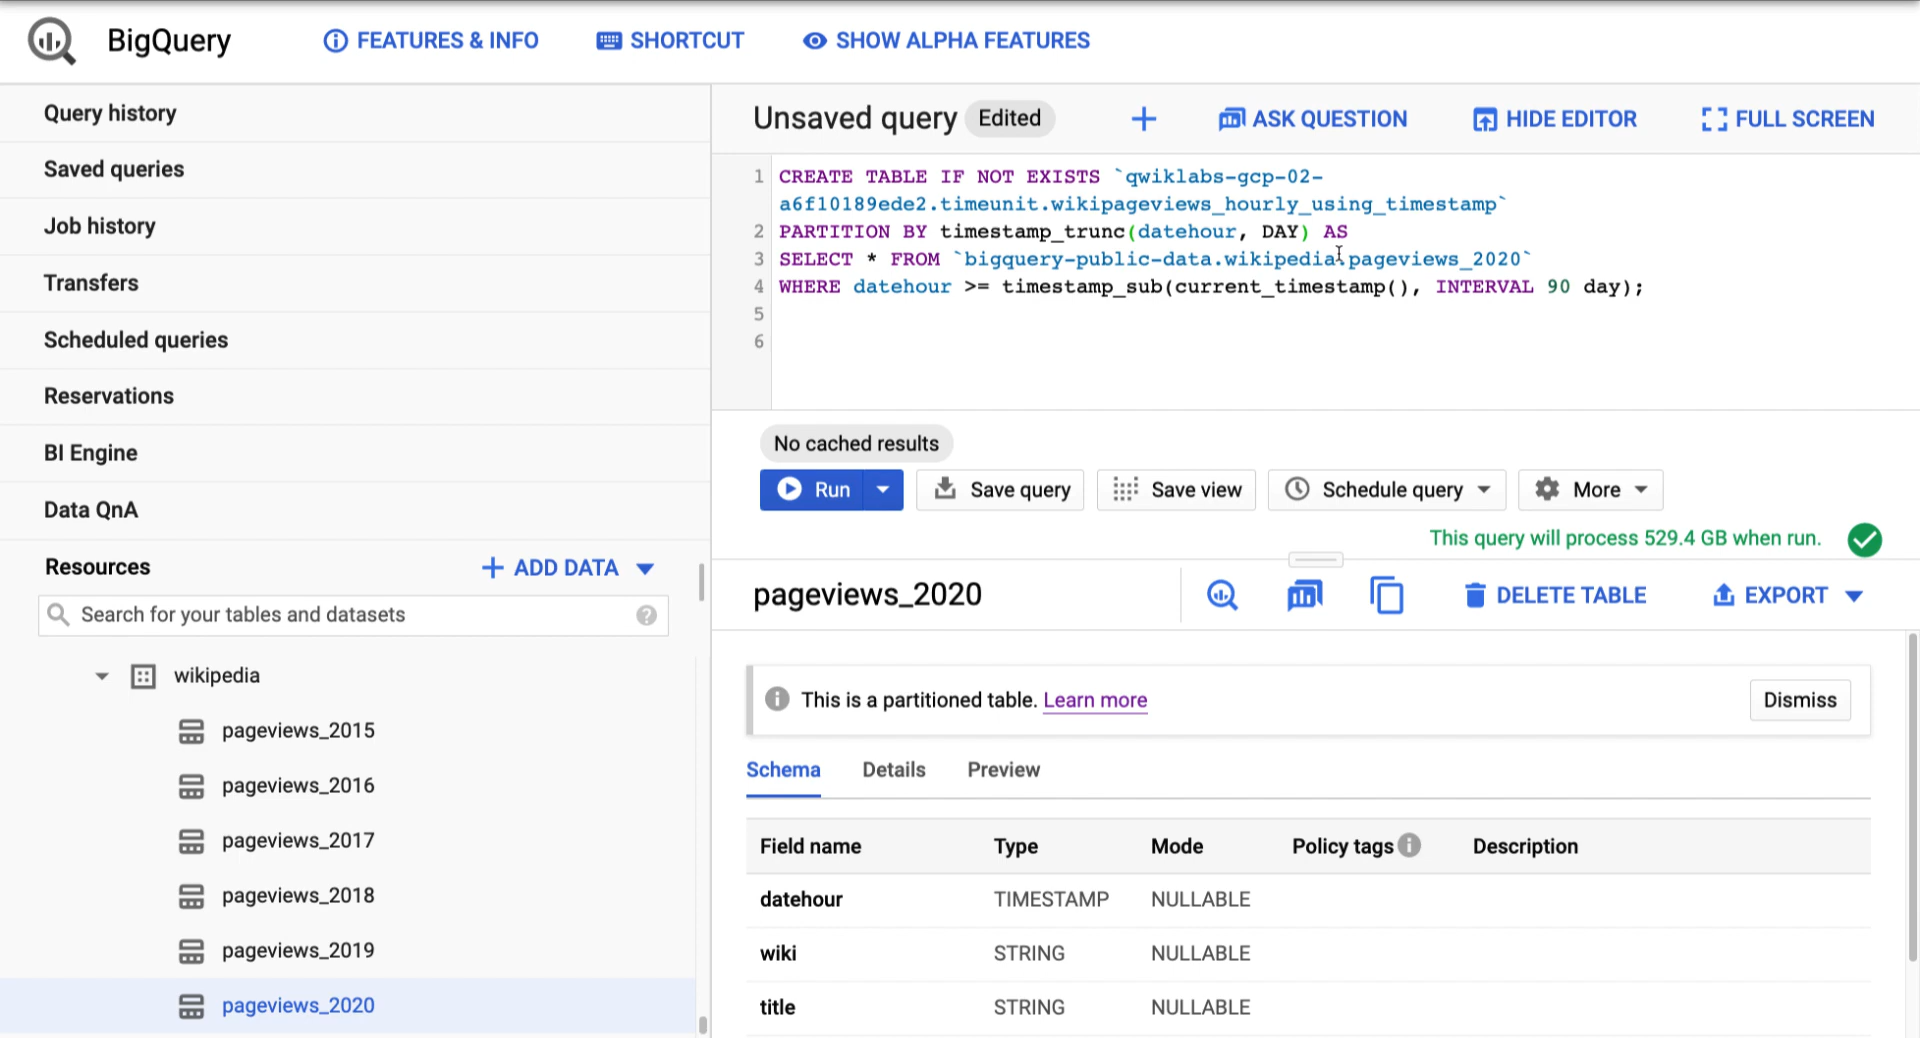 BigQuery
FEATURES & INFO
SHORTCUT
SHOW ALPHA FEATURES
Query history
Saved queries
Job history
Transfers
Scheduled queries
Reservations
BI Engine
Data QnA
Resources
ADD DATA
Search for your tables and datasets
wikipedia
pageviews_2015
pageviews_2016
pageviews_2017
pageviews_2018
pageviews_2019
pageviews_2020
Unsaved query Edited
ASK QUESTION
HIDE EDITOR
FULL SCREEN
1 CREATE TABLE IF NOT EXISTS `qwiklabs-gcp-02-
a6f10189ede2.timeunit.wikipageviews_hourly_using_timestamp`
2 PARTITION BY timestamp_trunc(datehour, DAY) AS
3 SELECT * FROM `bigquery-public-data.wikipedia.pageviews_2020`
4 WHERE datehour >= timestamp_sub(current_timestamp(), INTERVAL 90 day);
5
6
No cached results
Run
Save query
Save view
Schedule query
More
This query will process 529.4 GB when run.
pageviews_2020
DELETE TABLE
EXPORT
This is a partitioned table. Learn more
Dismiss
Schema Details Preview
Field name Type Mode Policy tags Description
datehour TIMESTAMP NULLABLE
wiki STRING NULLABLE
title STRING NULLABLE